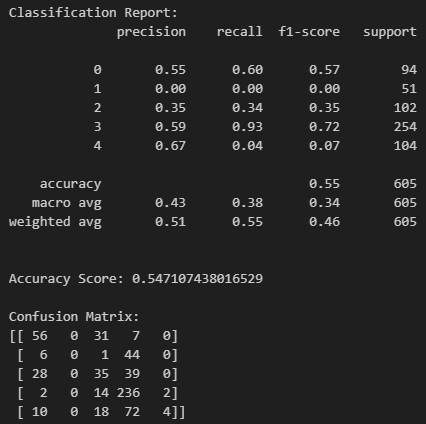 Classification Report:
precision recall f1-score support
0 0.55 0.60 0.57 94
1 0.00 0.00 0.00 51
2 0.35 0.34 0.35 102
3 0.59 0.93 0.72 254
4 0.67 0.04 0.07 104
accuracy 0.55 605
macro avg 0.43 0.38 0.34 605
weighted avg 0.51 0.55 0.46 605
Accuracy Score: 0.547107438016529
Confusion Matrix:
[[ 56 0 31 7 0]
[ 6 0 1 44 0]
[ 28 0 35 39 0]
[ 2 0 14 236 2]
[ 10 0 18 72 4]]